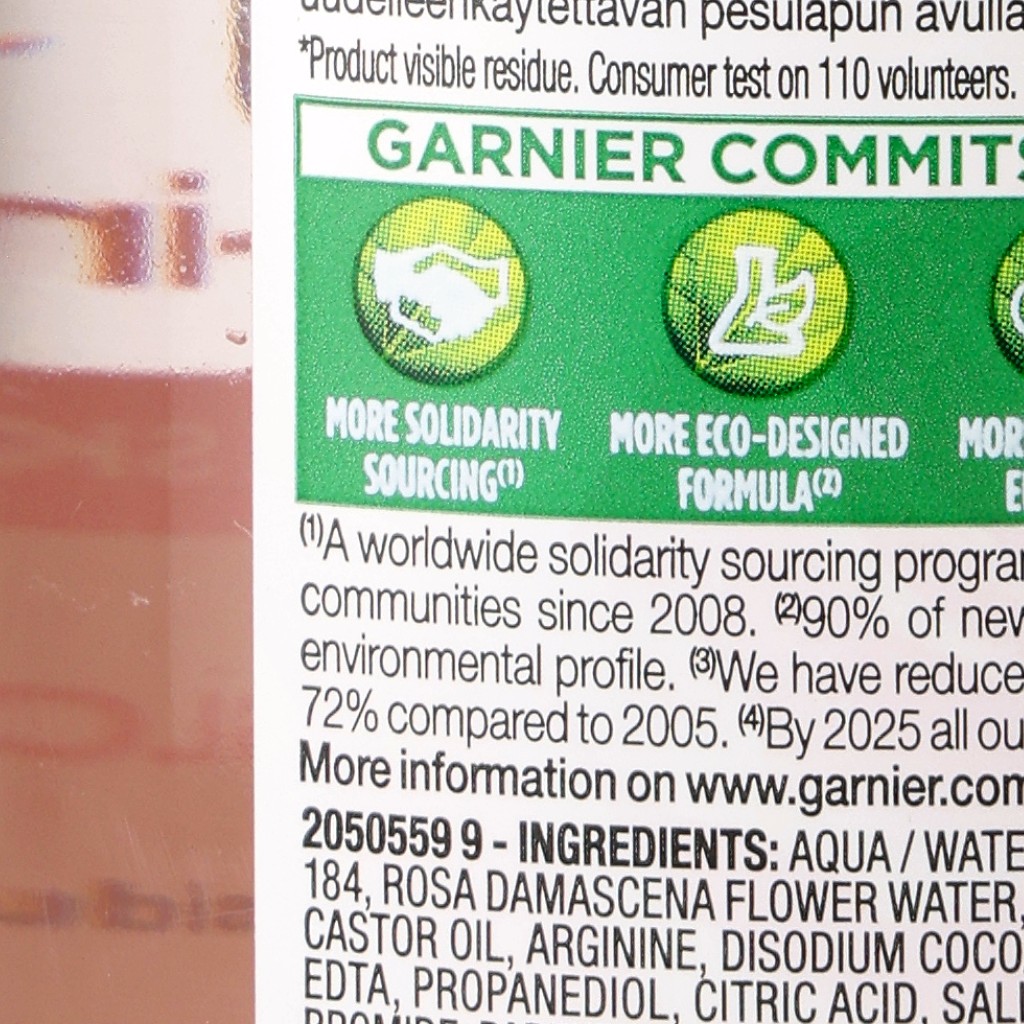 pesulapun
*Product visible residue. Consumer test on 110 volunteers.
GARNIER COMMITS
MORE SOLIDARITY
SOURCING(1)
MORE ECO-DESIGNED
FORMULA(2)
(1)A worldwide solidarity sourcing
communities since 2008. (2)90% of
environmental profile. (3)We have
72% compared to 2005. (4)By 2025 all
More information on www.garnier.com
2050559 9 - INGREDIENTS: AQUA /
184, ROSA DAMASCENA FLOWER WATER,
CASTOR OIL, ARGININE, DISODIUM
EDTA, PROPANEDIOL, CITRIC ACID,